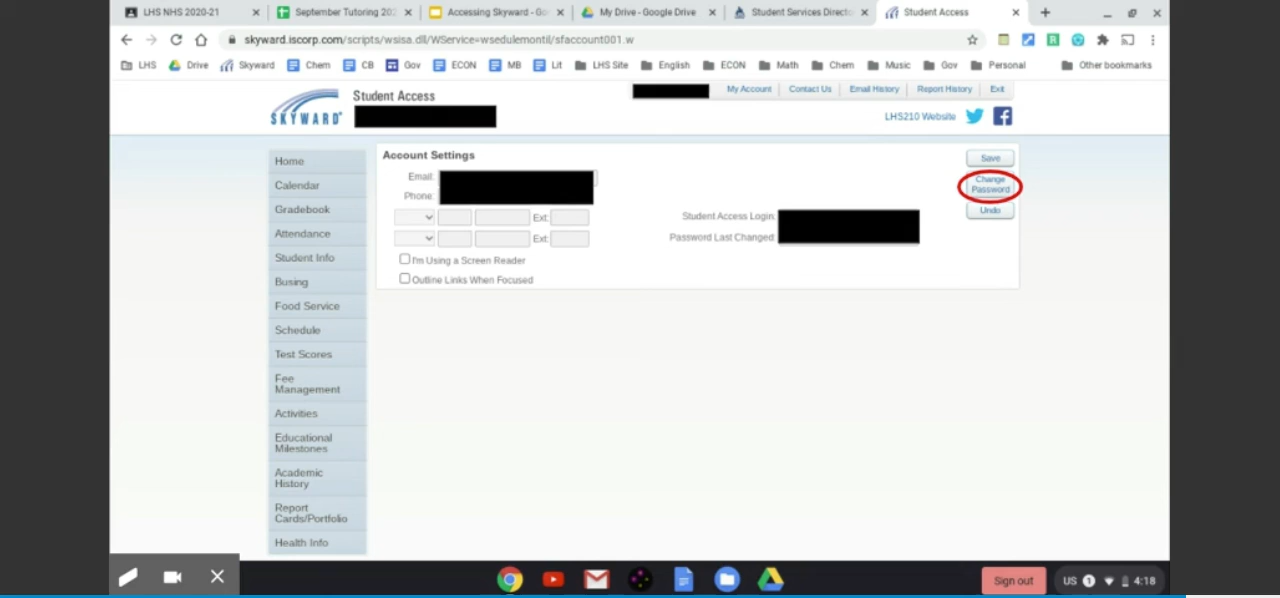 LHS NHS 2020-21
September Tutoring 202
Accessing Skyward - Go
My Drive - Google Drive
Student Services Directo
Student Access
skyward.iscorp.com/scripts/wsisa.dll/WService=wsedulemontil/sfaccount001.w
LHS Drive Skyward Chem CB Gov ECON MB Lit LHS Site English ECON Math Chem Music Gov Personal Other bookmarks
SKYWARD
Student Access
My Account Contact Us Email History Report History Exit
LHS210 Website
Home
Calendar
Gradebook
Attendance
Student Info
Busing
Food Service
Schedule
Test Scores
Fee
Management
Activities
Educational
Milestones
Academic
History
Report
Cards/Portfolio
Health Info
Account Settings
Email:
Phone:
Ext:
Ext:
I'm Using a Screen Reader
Outline Links When Focused
Student Access Login:
Password Last Changed:
Save
Change
Password
Undo
Sign out
US 1 4:18